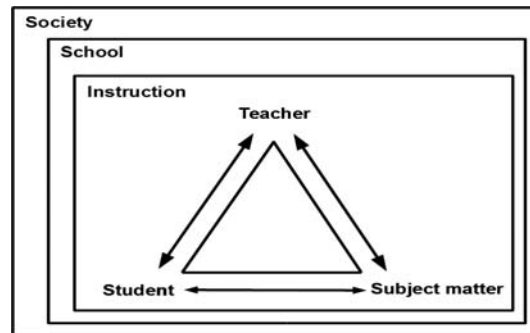 Society
School
Instruction
Teacher
Student
Subject matter